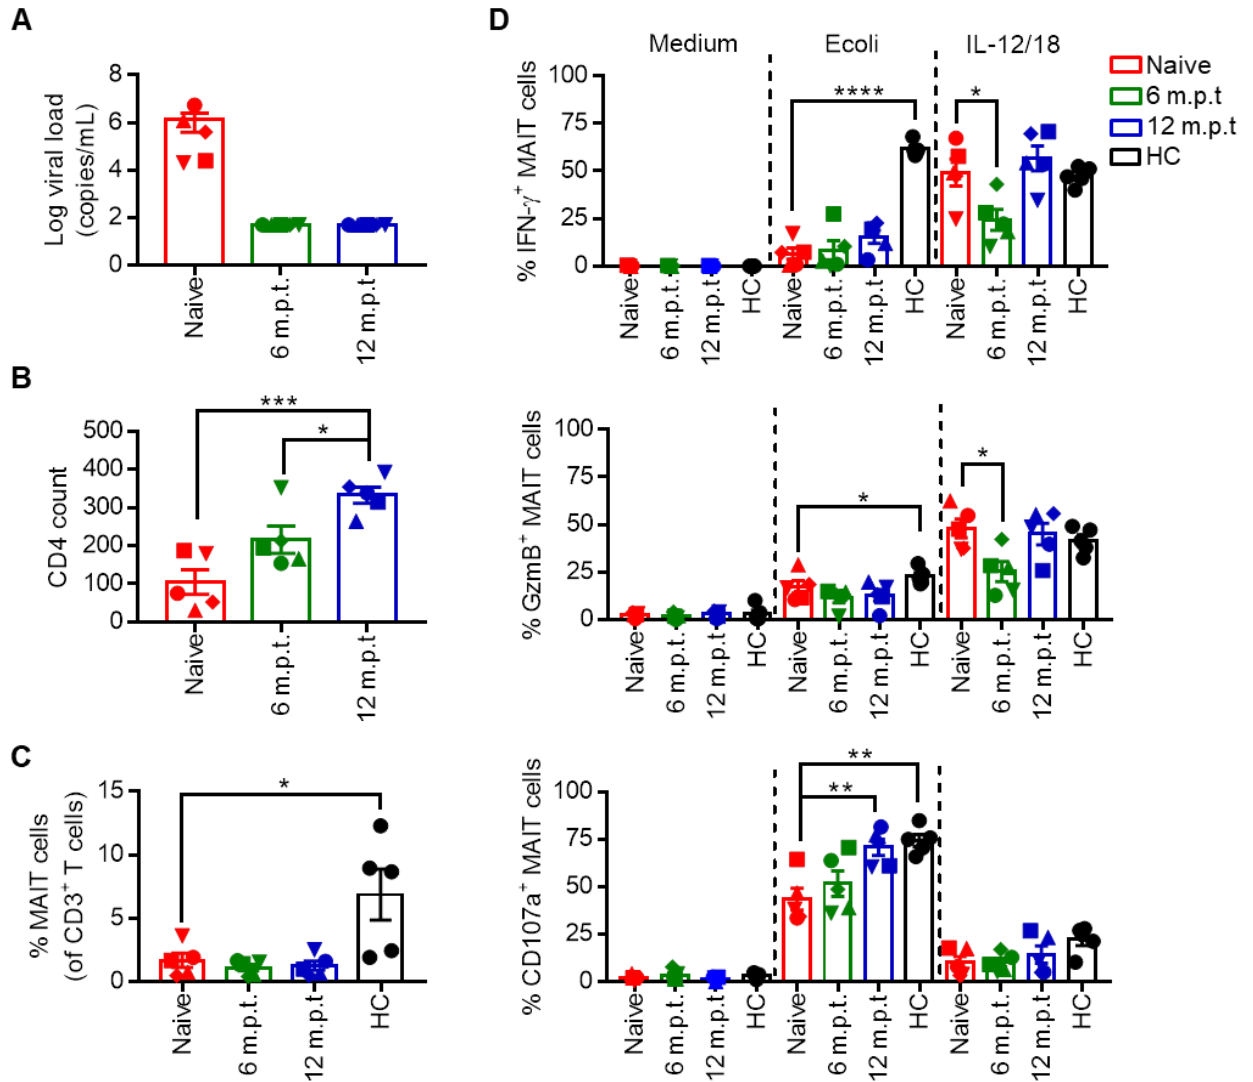 A
Log viral load
(copies/mL)
8
6
4
2
0
Naive
6 m.p.t.
12 m.p.t
B
CD4 count
500
400
300
200
100
0
***
*
Naive
6 m.p.t.
12 m.p.t
C
% MAIT cells
(of CD3+ T cells)
15
10
5
0
*
Naive
6 m.p.t.
12 m.p.t.
HC
D
Medium
Ecoli
IL-12/18
Naive
6 m.p.t
12 m.p.t
HC
% IFN-γ+ MAIT cells
100
75
50
25
0
****
*
Naive
6 m.p.t.
12 m.p.t
HC
Naive
6 m.p.t.
12 m.p.t
HC
Naive
6 m.p.t.
12 m.p.t
HC
% GzmB+ MAIT cells
100
75
50
25
0
*
*
Naive
6 m.p.t.
12 m.p.t
HC
Naive
6 m.p.t.
12 m.p.t
HC
Naive
6 m.p.t.
12 m.p.t
HC
% CD107a+ MAIT cells
100
75
50
25
0
**
**
Naive
6 m.p.t.
12 m.p.t
HC
Naive
6 m.p.t.
12 m.p.t
HC
Naive
6 m.p.t.
12 m.p.t
HC